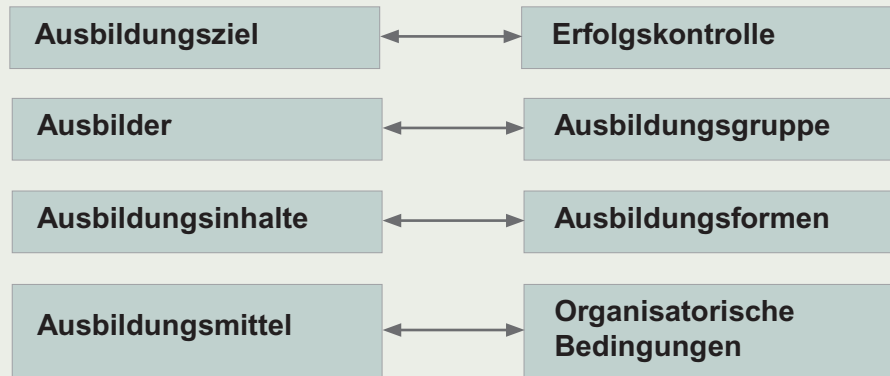 Ausbildungsziel
Erfolgskontrolle
Ausbilder
Ausbildungsgruppe
Ausbildungsinhalte
Ausbildungsformen
Ausbildungsmittel
Organisatorische
Bedingungen